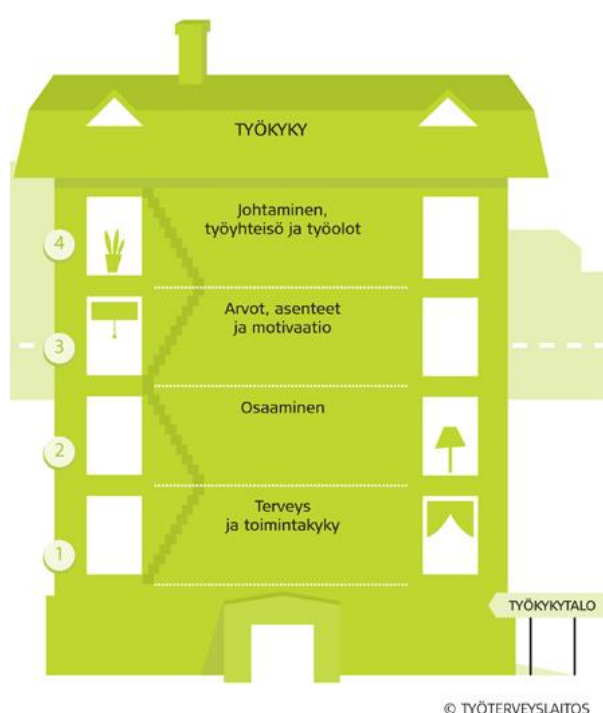 TYÖKYKY
4
Johtaminen,
työyhteisö ja työolot
3
Arvot, asenteet
ja motivaatio
2
Osaaminen
1
Terveys
ja toimintakyky
TYÖKYKYTALO
© TYÖTERVEYSLAITOS